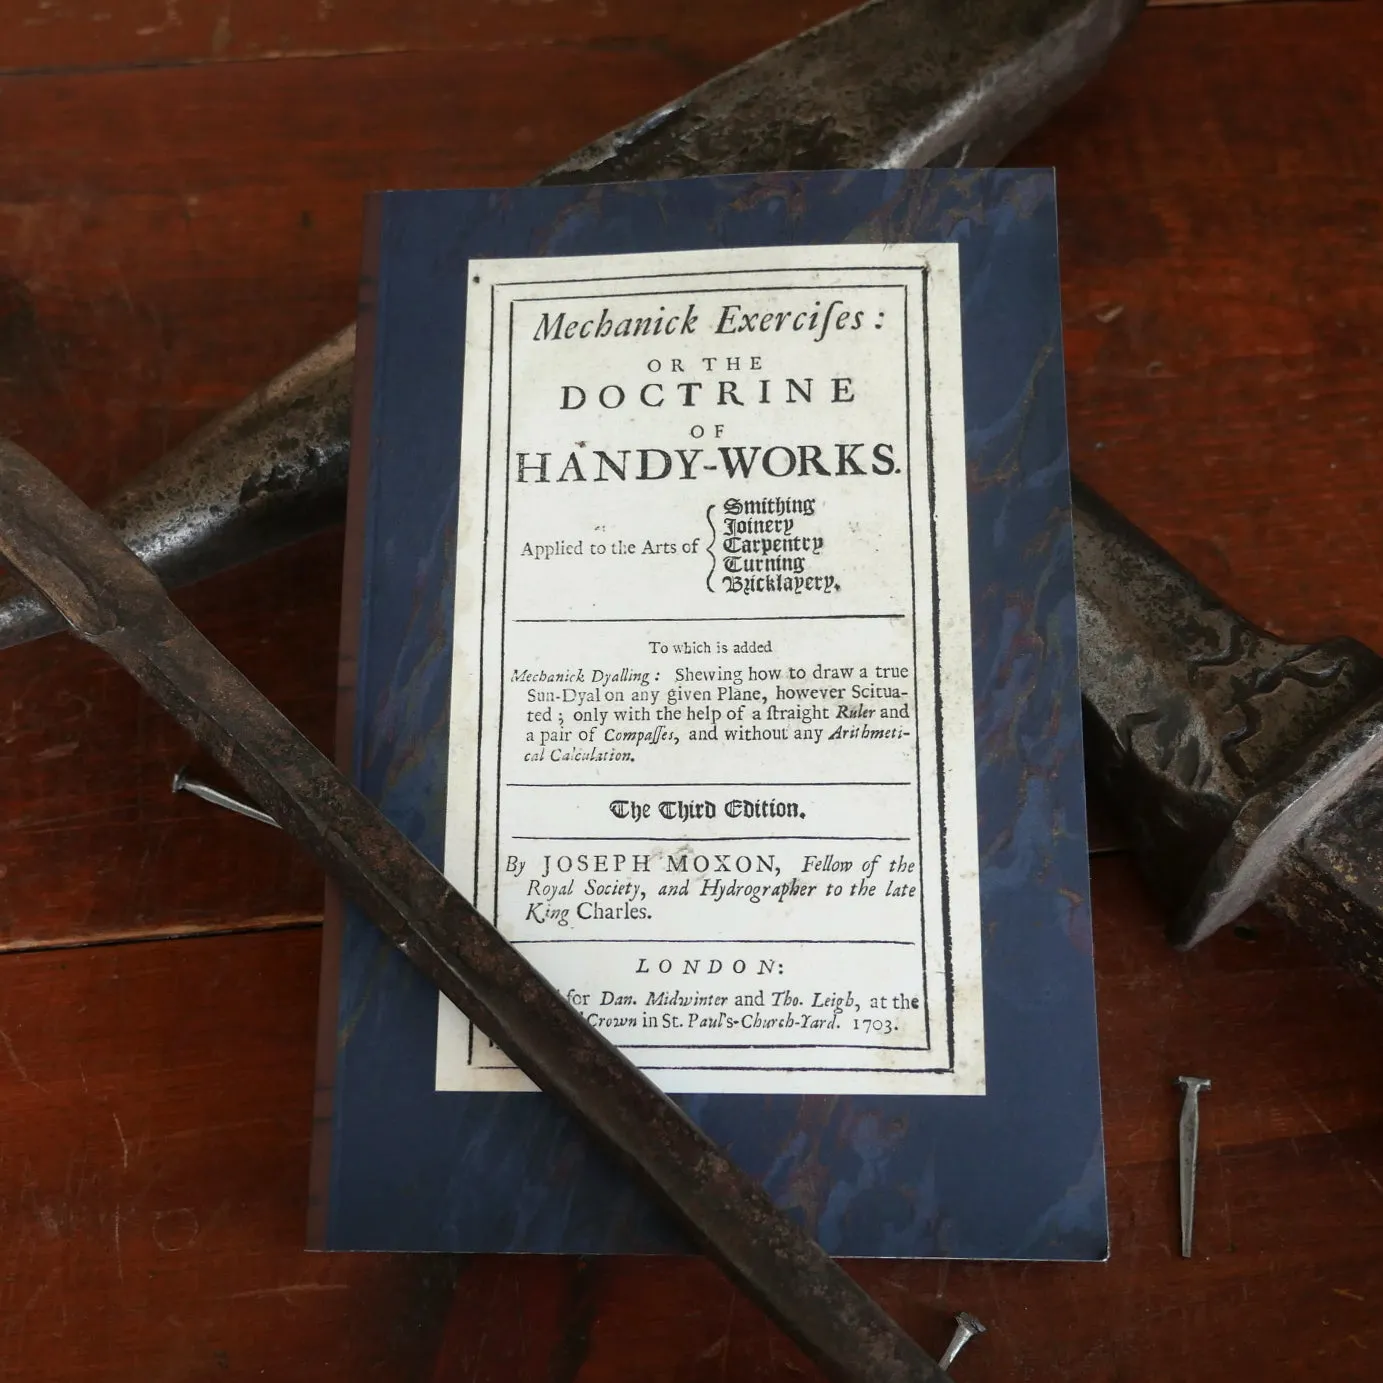 Mechanick Exerciſes:
OR THE
DOCTRINE
OF
HANDY-WORKS.
Applied to the Arts of
Smithing
Joinery
Carpentry
Turning
Bricklayery.
To which is added
Mechanick Dyalling: Shewing how to draw a true
Sun-Dyal on any given Plane, however Scitua-
ted; only with the help of a ſtraight Ruler and
a pair of Compaſſes, and without any Arithmeti-
cal Calculation.
The Third Edition.
By JOSEPH MOXON, Fellow of the
Royal Society, and Hydrographer to the late
King Charles.
LONDON:
for Dan. Midwinter and Tho. Leigh, at the
Crown in St. Paul's-Church-Yard. 1703.